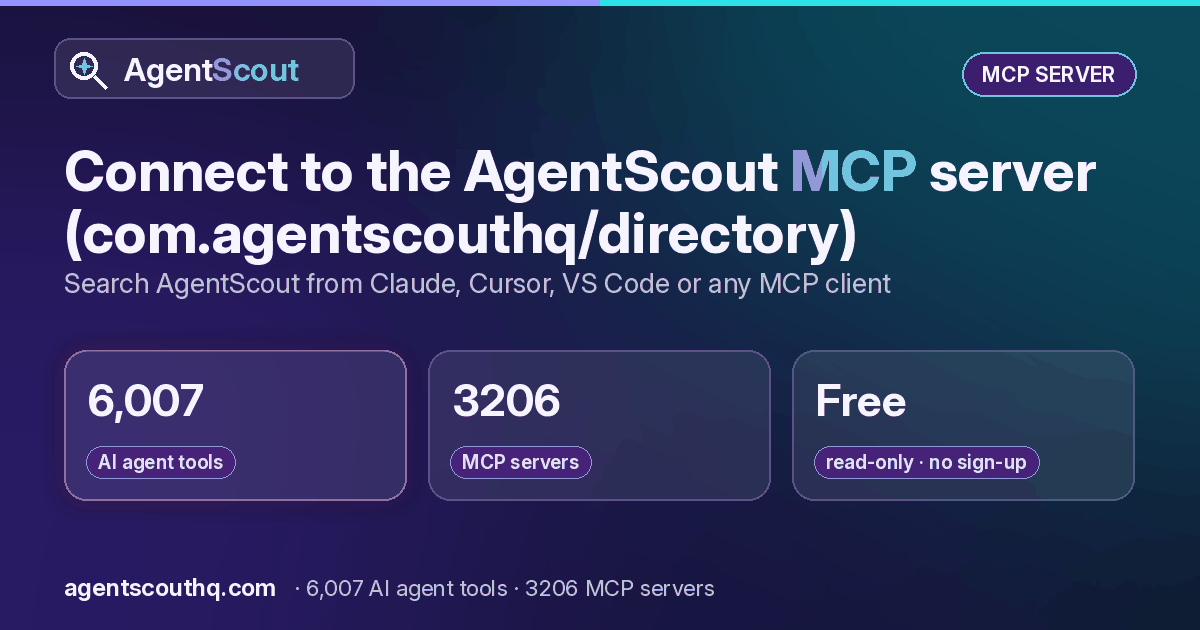 AgentScout
MCP SERVER
Connect to the AgentScout MCP server
(com.agentscouthq/directory)
Search AgentScout from Claude, Cursor, VS Code or any MCP client
6,007
AI agent tools
3206
MCP servers
Free
read-only · no sign-up
agentscouthq.com · 6,007 AI agent tools · 3206 MCP servers